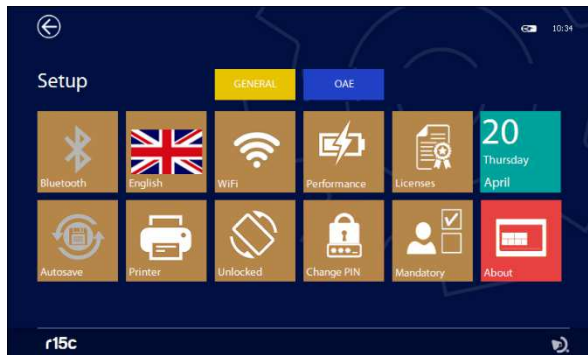 10:34
Setup
GENERAL
OAE
Bluetooth
English
WiFi
Performance
Licenses
20
Thursday
April
Autosave
Printer
Unlocked
Change PIN
Mandatory
About
r15c